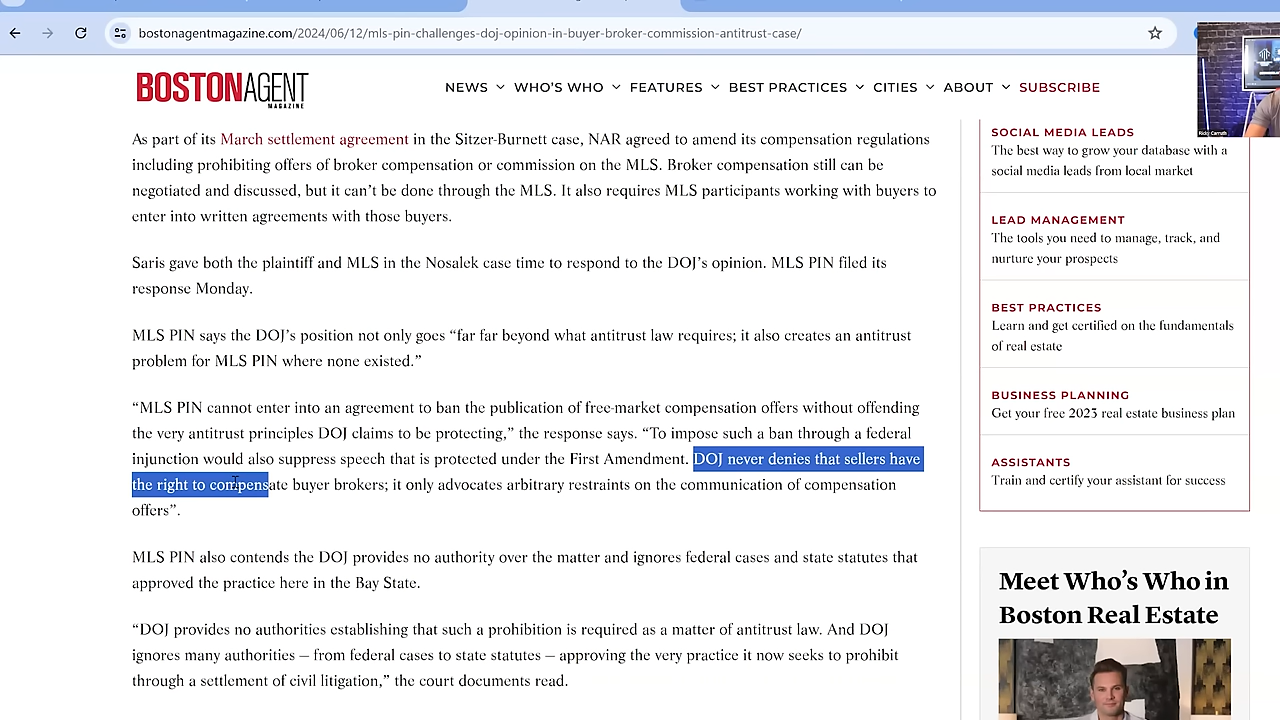 bostonagentmagazine.com/2024/06/12/mls-pin-challenges-doj-opinion-in-buyer-broker-commission-antitrust-case/
BOSTONAGENT
MAGAZINE
NEWS WHO'S WHO FEATURES BEST PRACTICES CITIES ABOUT SUBSCRIBE
Ricky Carruth
As part of its March settlement agreement in the Sitzer-Burnett case, NAR agreed to amend its compensation regulations
including prohibiting offers of broker compensation or commission on the MLS. Broker compensation still can be
negotiated and discussed, but it can’t be done through the MLS. It also requires MLS participants working with buyers to
enter into written agreements with those buyers.
Saris gave both the plaintiff and MLS in the Nosalek case time to respond to the DOJ’s opinion. MLS PIN filed its
response Monday.
MLS PIN says the DOJ’s position not only goes “far far beyond what antitrust law requires; it also creates an antitrust
problem for MLS PIN where none existed.”
“MLS PIN cannot enter into an agreement to ban the publication of free-market compensation offers without offending
the very antitrust principles DOJ claims to be protecting,” the response says. “To impose such a ban through a federal
injunction would also suppress speech that is protected under the First Amendment. DOJ never denies that sellers have
the right to compensate buyer brokers; it only advocates arbitrary restraints on the communication of compensation
offers”.
MLS PIN also contends the DOJ provides no authority over the matter and ignores federal cases and state statutes that
approved the practice here in the Bay State.
“DOJ provides no authorities establishing that such a prohibition is required as a matter of antitrust law. And DOJ
ignores many authorities — from federal cases to state statutes — approving the very practice it now seeks to prohibit
through a settlement of civil litigation,” the court documents read.
SOCIAL MEDIA LEADS
The best way to grow your database with a
social media leads from local market
LEAD MANAGEMENT
The tools you need to manage, track, and
nurture your prospects
BEST PRACTICES
Learn and get certified on the fundamentals
of real estate
BUSINESS PLANNING
Get your free 2023 real estate business plan
ASSISTANTS
Train and certify your assistant for success
Meet Who’s Who in
Boston Real Estate